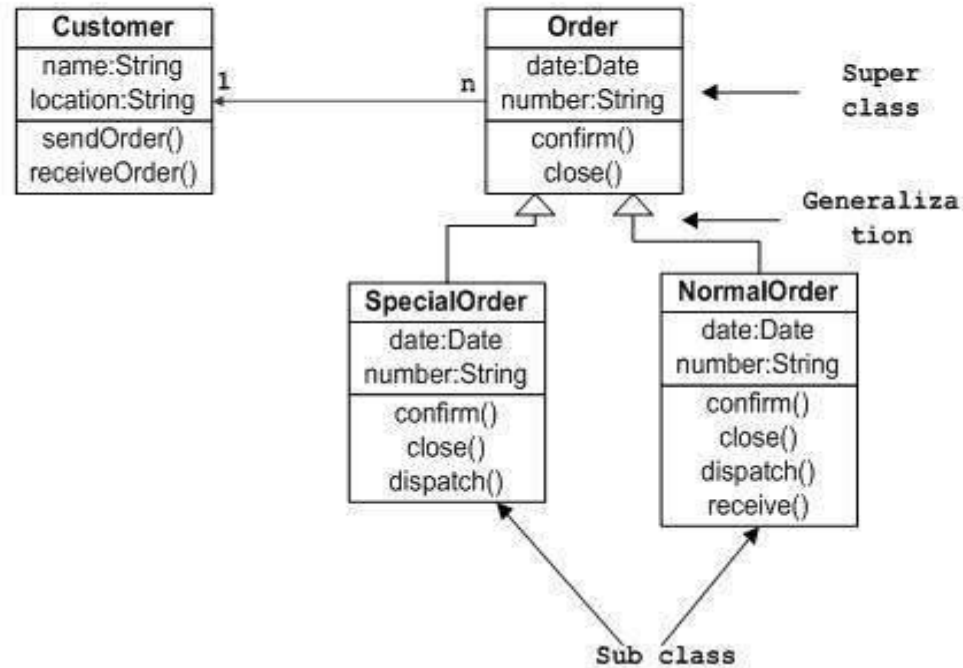 Customer
name:String
location:String
sendOrder()
receiveOrder()
1
n
Order
date:Date
number:String
confirm()
close()
Super
class
Generaliza
tion
SpecialOrder
date:Date
number:String
confirm()
close()
dispatch()
NormalOrder
date:Date
number:String
confirm()
close()
dispatch()
receive()
Sub class